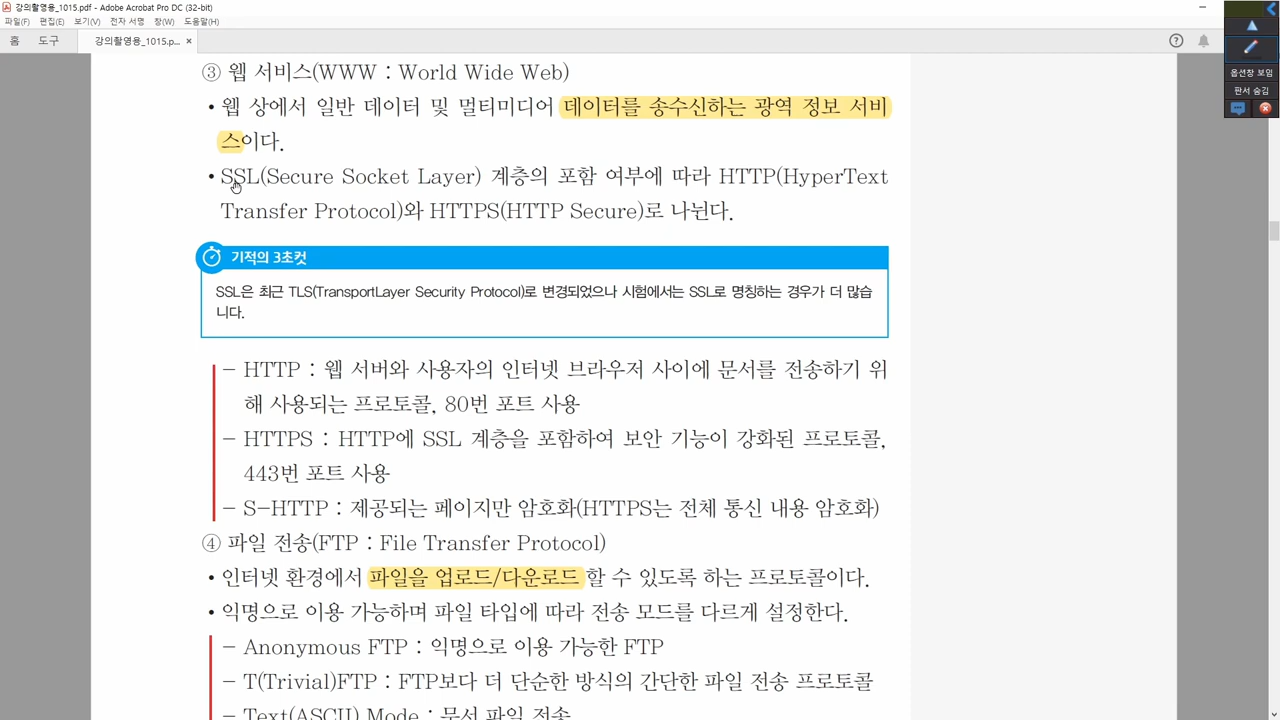 강의촬영용_1015.pdf - Adobe Acrobat Pro DC (32-bit)
파일(F) 편집(E) 보기(V) 전자 서명 창(W) 도움말(H)
홈 도구 강의촬영용_1015.p... ×
옵션창 보임
판서 숨김
③ 웹 서비스(WWW : World Wide Web)
• 웹 상에서 일반 데이터 및 멀티미디어 데이터를 송수신하는 광역 정보 서비
스이다.
• SSL(Secure Socket Layer) 계층의 포함 여부에 따라 HTTP(HyperText
Transfer Protocol)와 HTTPS(HTTP Secure)로 나뉜다.
기적의 3초컷
SSL은 최근 TLS(TransportLayer Security Protocol)로 변경되었으나 시험에서는 SSL로 명칭하는 경우가 더 많습
니다.
– HTTP : 웹 서버와 사용자의 인터넷 브라우저 사이에 문서를 전송하기 위
해 사용되는 프로토콜, 80번 포트 사용
– HTTPS : HTTP에 SSL 계층을 포함하여 보안 기능이 강화된 프로토콜,
443번 포트 사용
– S-HTTP : 제공되는 페이지만 암호화(HTTPS는 전체 통신 내용 암호화)
④ 파일 전송(FTP : File Transfer Protocol)
• 인터넷 환경에서 파일을 업로드/다운로드 할 수 있도록 하는 프로토콜이다.
• 익명으로 이용 가능하며 파일 타입에 따라 전송 모드를 다르게 설정한다.
– Anonymous FTP : 익명으로 이용 가능한 FTP
– T(Trivial)FTP : FTP보다 더 단순한 방식의 간단한 파일 전송 프로토콜
– Text(ASCII) Mode : 문서 파일 전송